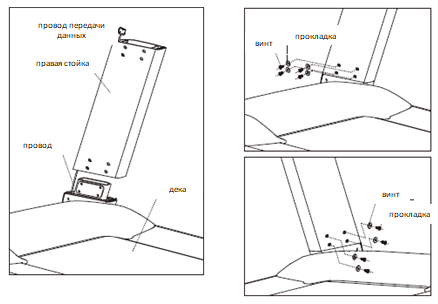 провод передачи
данных
правая стойка
провод
дека
винт
прокладка
винт
прокладка